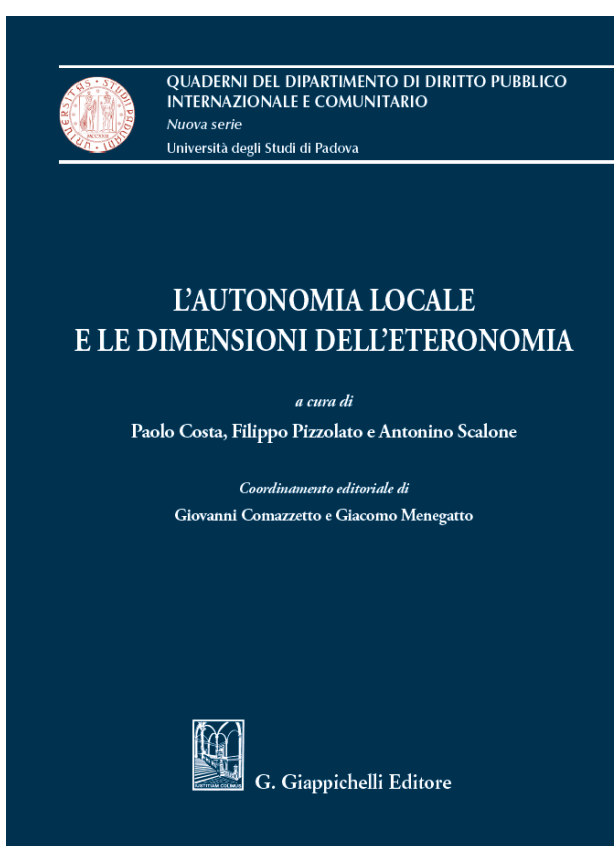 QUADERNI DEL DIPARTIMENTO DI DIRITTO PUBBLICO
INTERNAZIONALE E COMUNITARIO
Nuova serie
Università degli Studi di Padova
L'AUTONOMIA LOCALE
E LE DIMENSIONI DELL'ETERONOMIA
a cura di
Paolo Costa, Filippo Pizzolato e Antonino Scalone
Coordinamento editoriale di
Giovanni Comazzetto e Giacomo Menegatto
IUSTITIAM COLIMUS
G. Giappichelli Editore